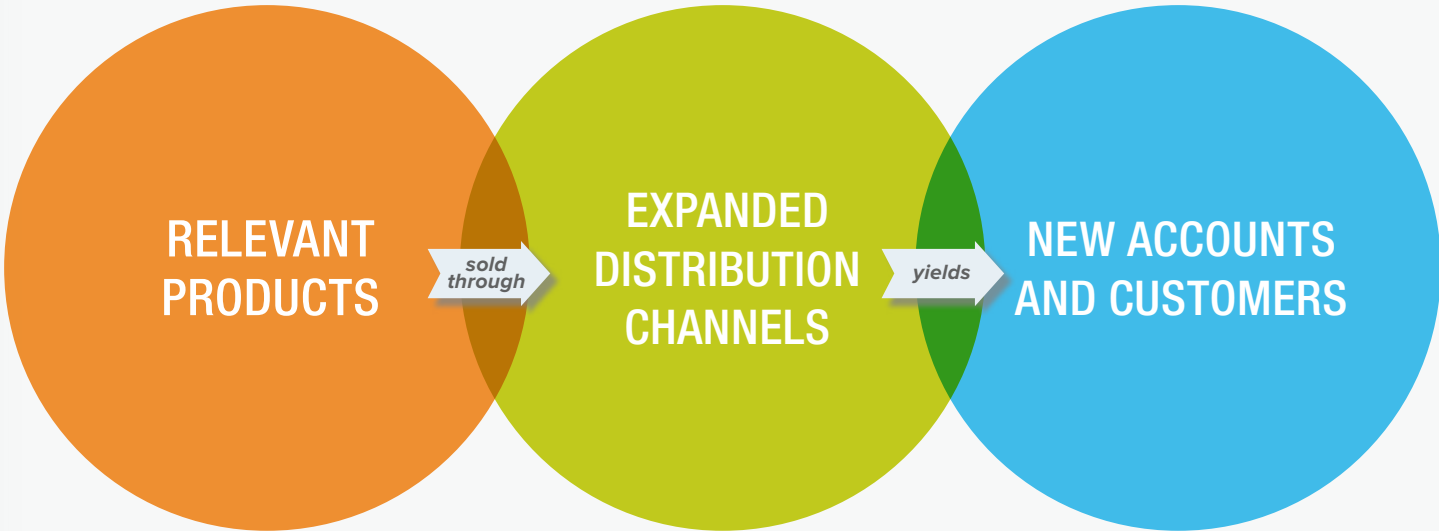 RELEVANT
PRODUCTS
sold
through
EXPANDED
DISTRIBUTION
CHANNELS
yields
NEW ACCOUNTS
AND CUSTOMERS